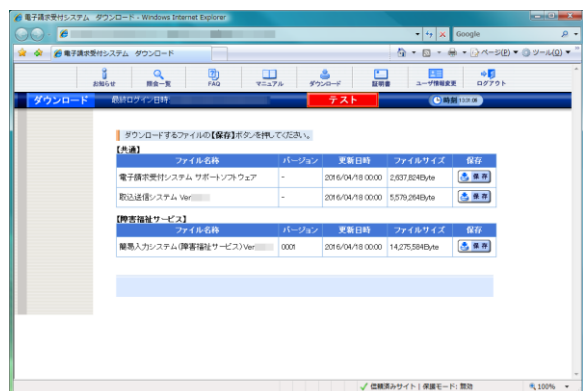 電子請求受付システム ダウンロード - Windows Internet Explorer
Google
電子請求受付システム ダウンロード
ページ(P) ツール(O)
お知らせ 照会一覧 FAQ マニュアル ダウンロード 証明書 ユーザ情報変更 ログアウト
ダウンロード 最終ログイン日時 テスト 時刻
ダウンロードするファイルの【保存】ボタンを押してください。
【共通】
ファイル名称 バージョン 更新日時 ファイルサイズ 保存
電子請求受付システム サポートソフトウェア - 2016/04/18 00:00 2,637,824Byte 保存
取込送信システム Ver - 2016/04/18 00:00 5,579,264Byte 保存
【障害福祉サービス】
ファイル名称 バージョン 更新日時 ファイルサイズ 保存
簡易入力システム(障害福祉サービス) Ver 0001 2016/04/18 00:00 14,275,584Byte 保存
信頼済みサイト | 保護モード: 無効 100%